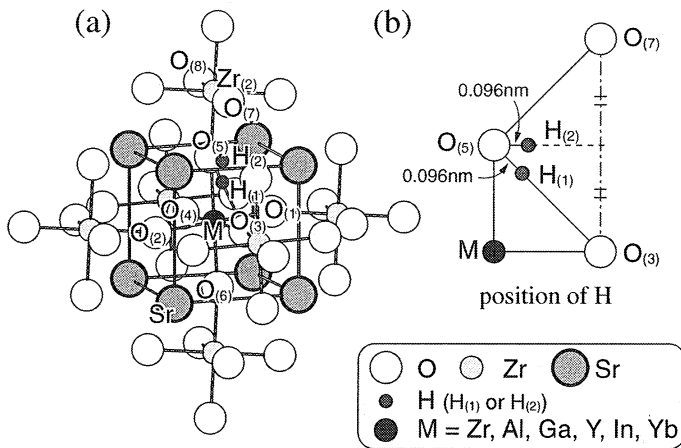 (a)
(b)
O(8)
Zr(2)
O(7)
O(5)
H(2)
H(1)
O(4)
M
O(3)
O(1)
O(2)
O(6)
Sr
O(7)
0.096nm
O(5)
H(2)
0.096nm
H(1)
M
O(3)
position of H
O Zr Sr
H (H(1) or H(2))
M = Zr, Al, Ga, Y, In, Yb